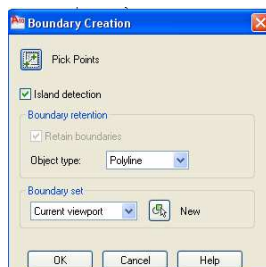 Boundary Creation
Pick Points
Island detection
Boundary retention
Retain boundaries
Object type: Polyline
Boundary set
Current viewport New
OK Cancel Help